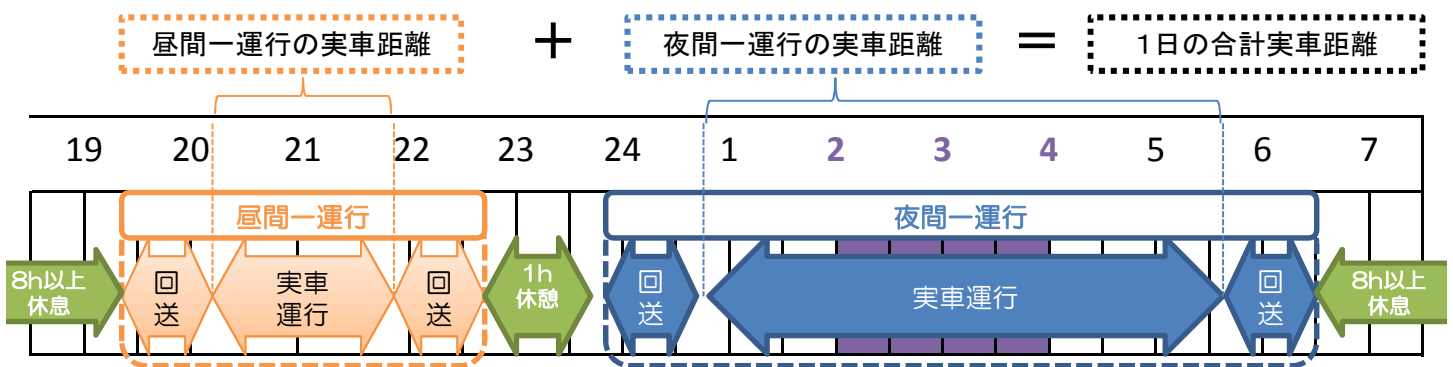 昼間一運行の実車距離 + 夜間一運行の実車距離 = 1日の合計実車距離
19 20 21 22 23 24 1 2 3 4 5 6 7
昼間一運行
夜間一運行
8h以上
休息
回
送
実車
運行
回
送
1h
休憩
回
送
実車運行
回
送
8h以上
休息